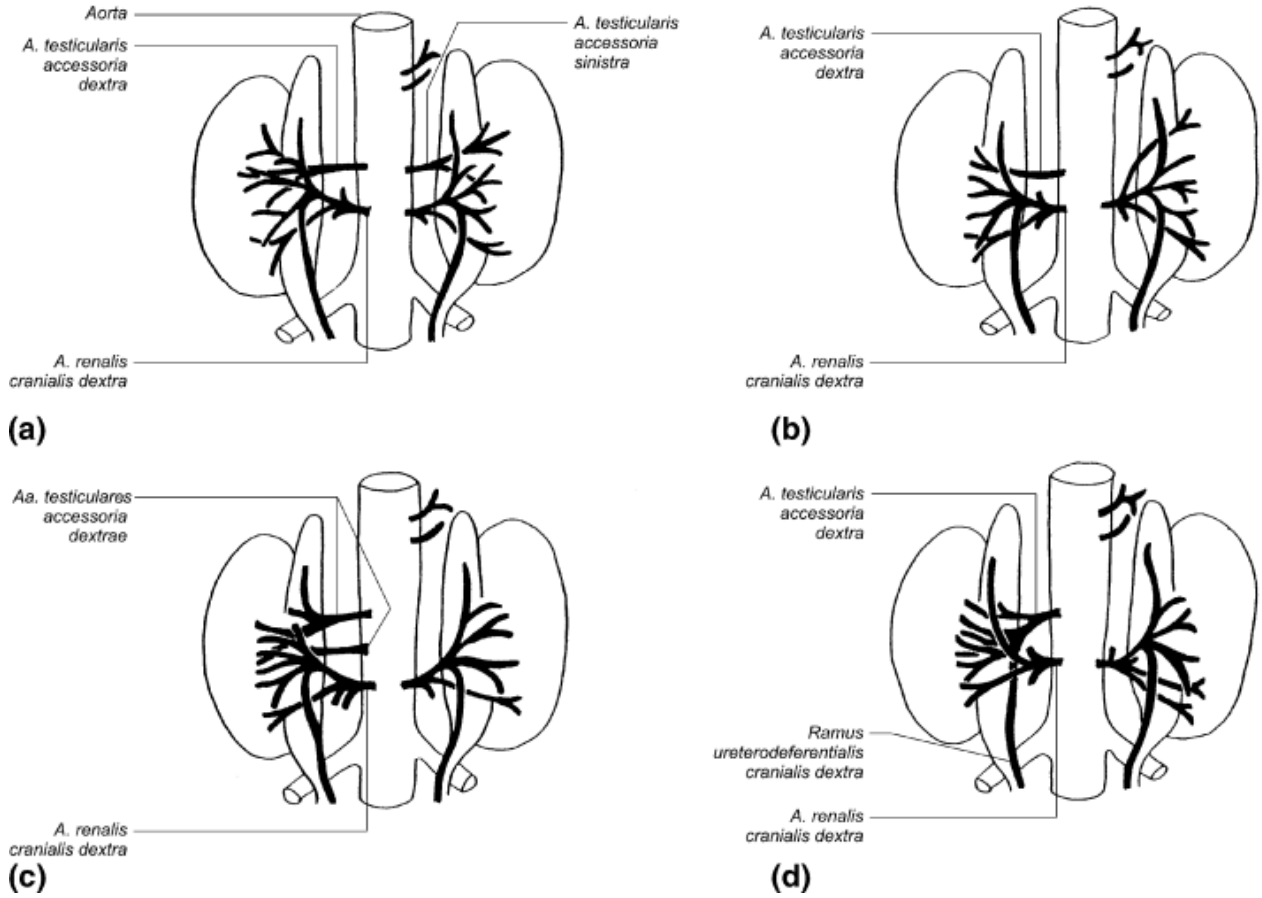 Aorta
A. testicularis
accessoria
dextra
A. testicularis
accessoria
sinistra
A. renalis
cranialis dextra
(a)
A. testicularis
accessoria
dextra
A. renalis
cranialis dextra
(b)
Aa. testiculares
accessoria
dextrae
A. renalis
cranialis dextra
(c)
A. testicularis
accessoria
dextra
Ramus
ureterodeferentialis
cranialis dextra
A. renalis
cranialis dextra
(d)